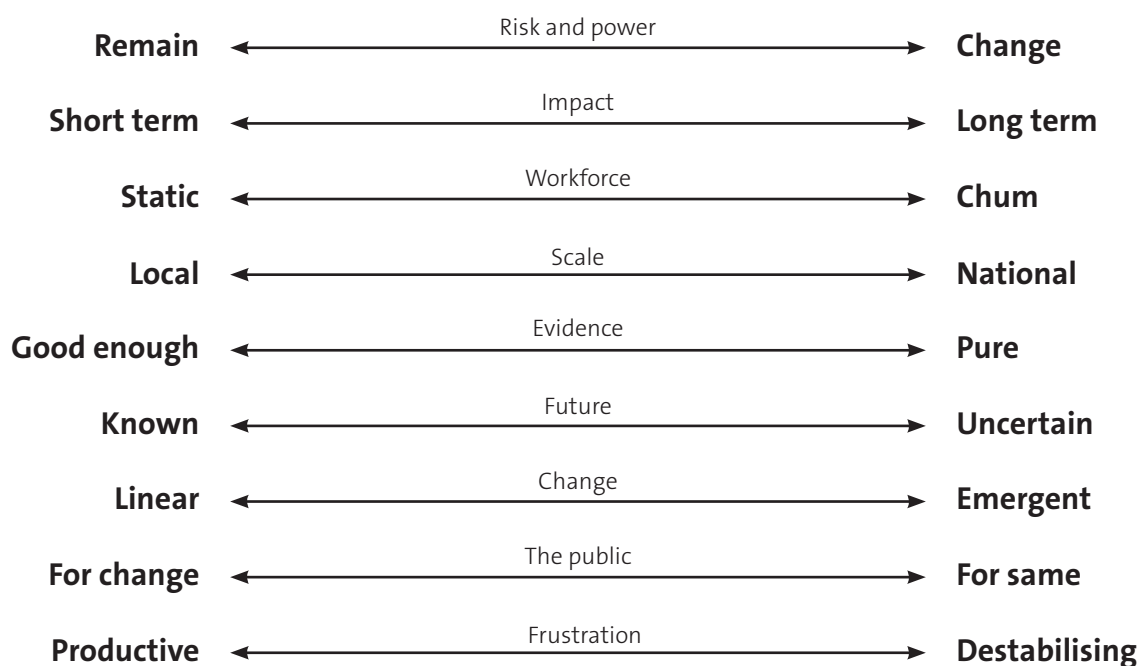 Risk and power
Remain Change
Impact
Short term Long term
Workforce
Static Chum
Scale
Local National
Evidence
Good enough Pure
Future
Known Uncertain
Change
Linear Emergent
The public
For change For same
Frustration
Productive Destabilising